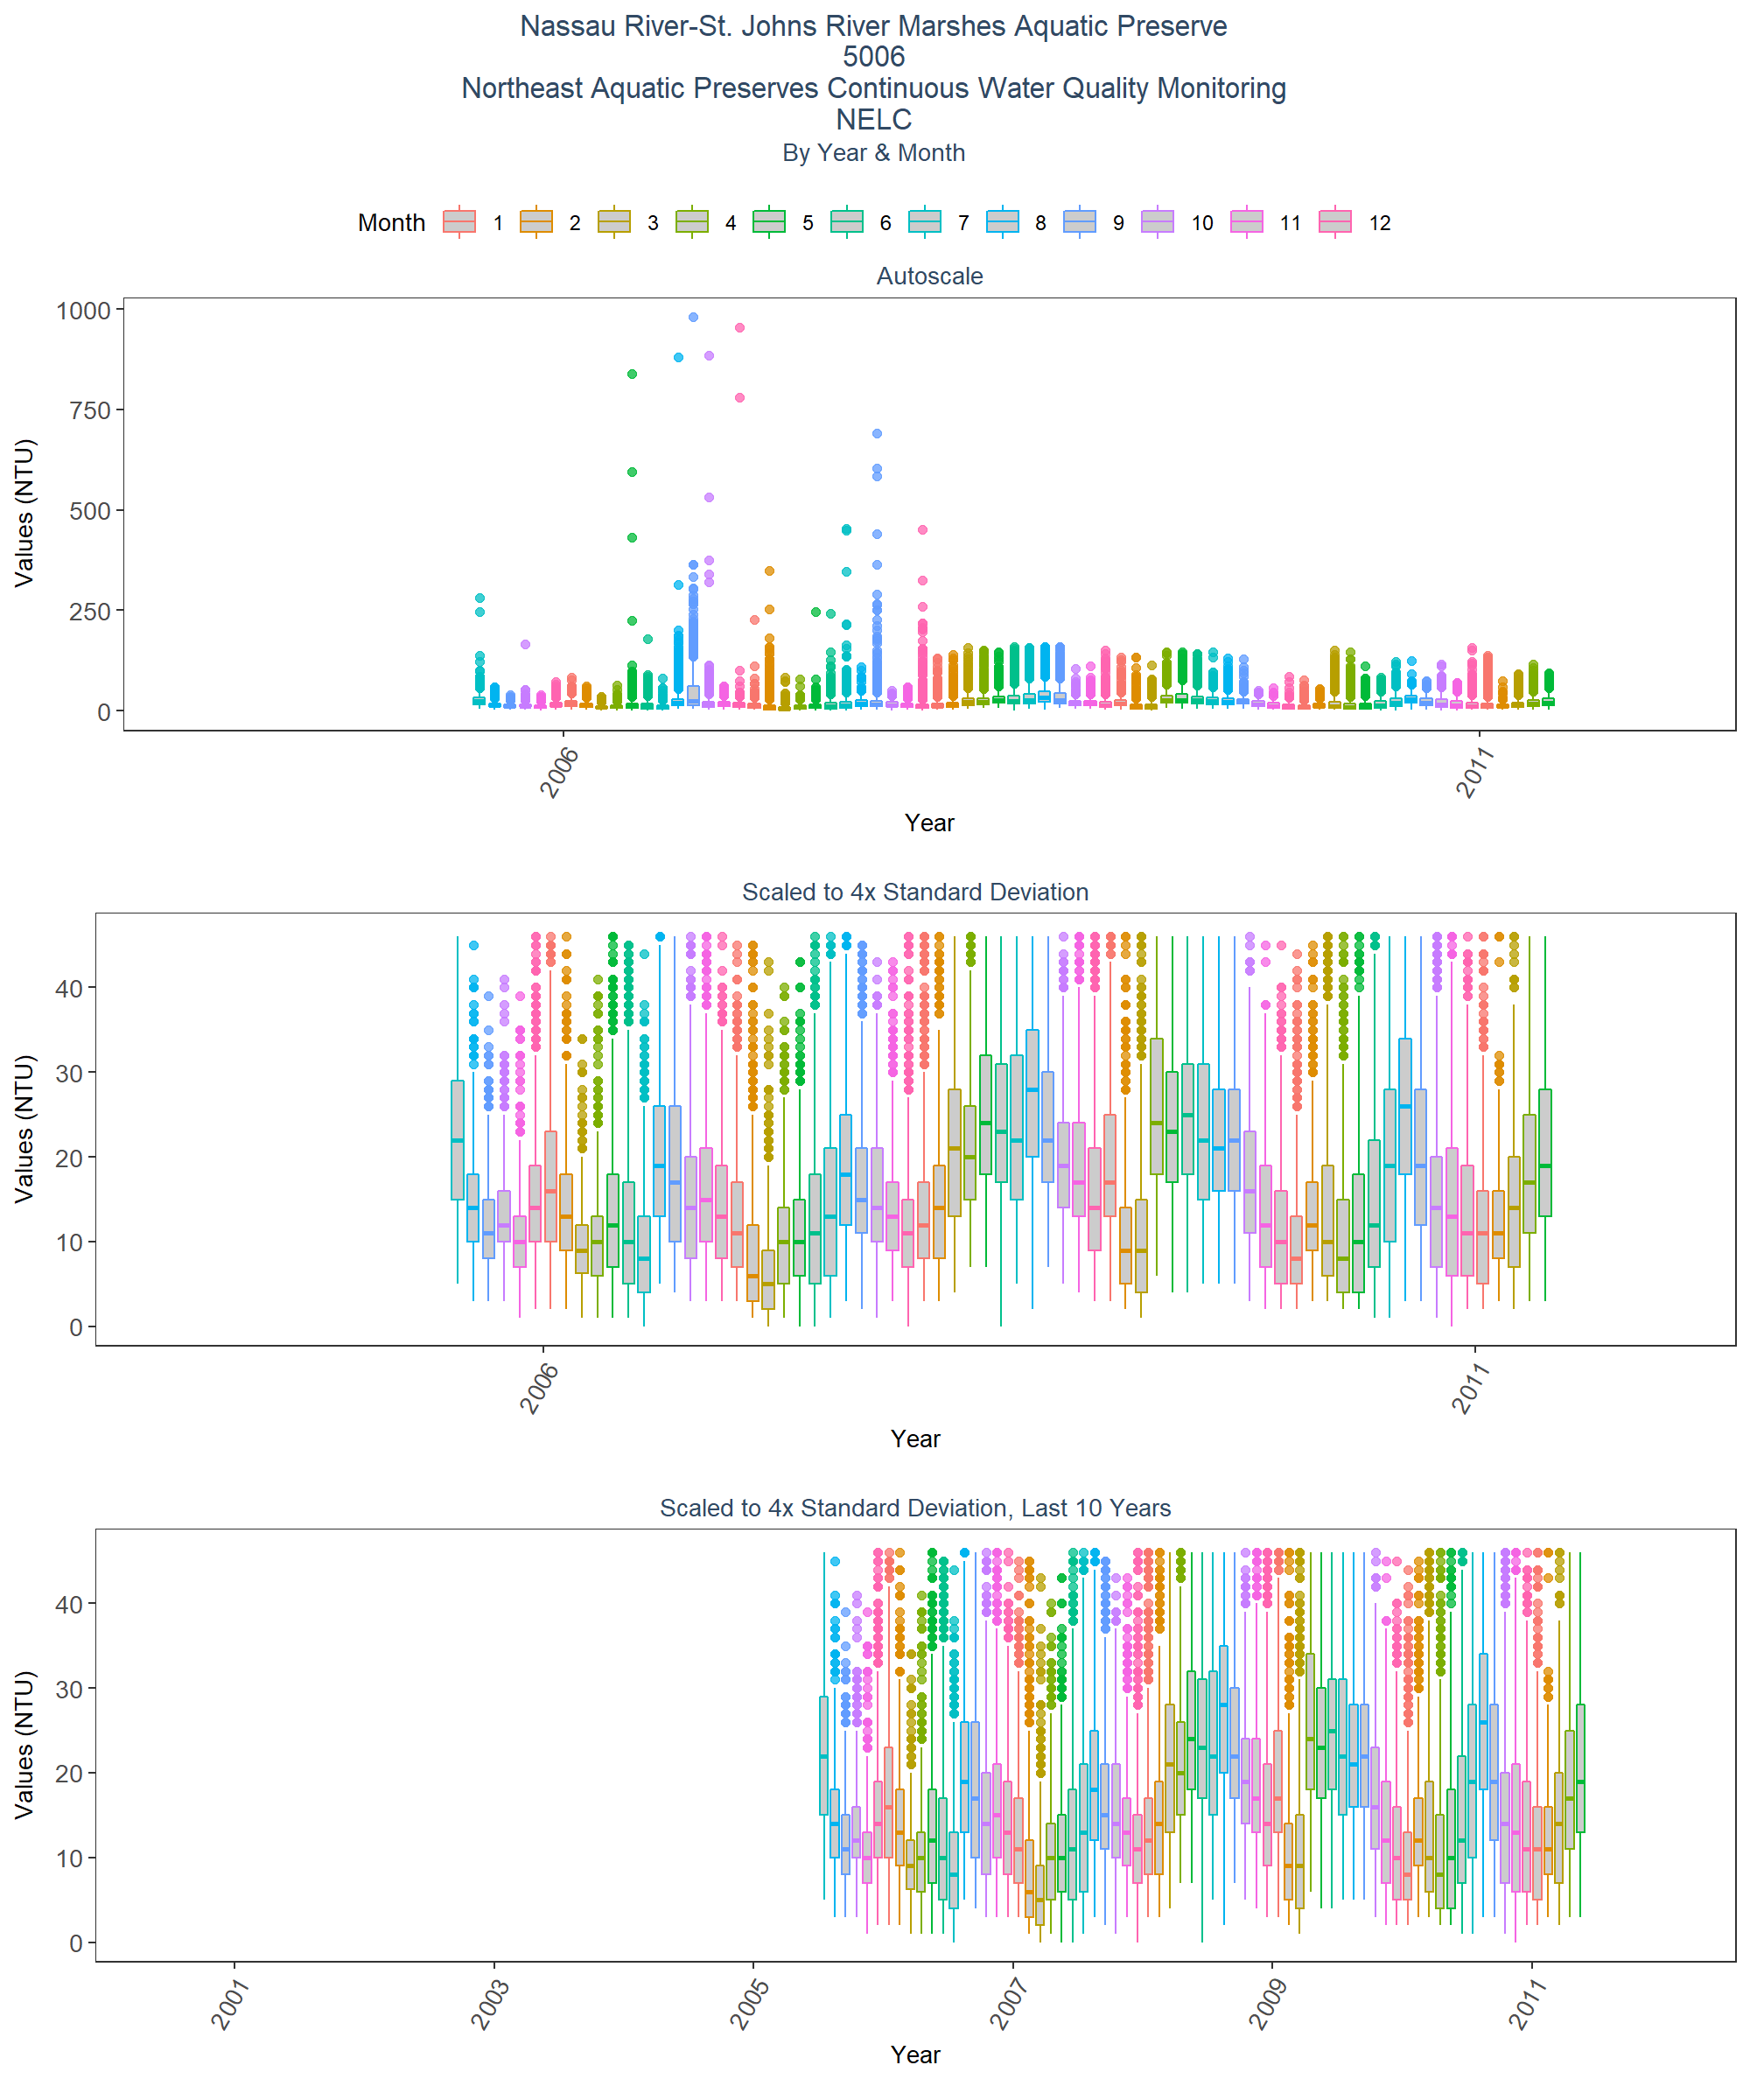 Nassau River-St. Johns River Marshes Aquatic Preserve
5006
Northeast Aquatic Preserves Continuous Water Quality Monitoring
NELC
By Year & Month
Month 1 2 3 4 5 6 7 8 9 10 11 12
Autoscale
Values (NTU)
1000
750
500
250
0
2006 2011
Year
Scaled to 4x Standard Deviation
Values (NTU)
40
30
20
10
0
2006 2011
Year
Scaled to 4x Standard Deviation, Last 10 Years
Values (NTU)
40
30
20
10
0
2001 2003 2005 2007 2009 2011
Year